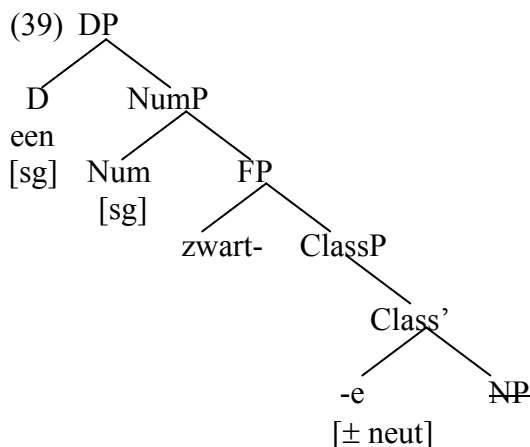 (39) DP
D NumP
een
[sg] Num FP
[sg]
zwart- ClassP
Class’
-e NP
[± neut]